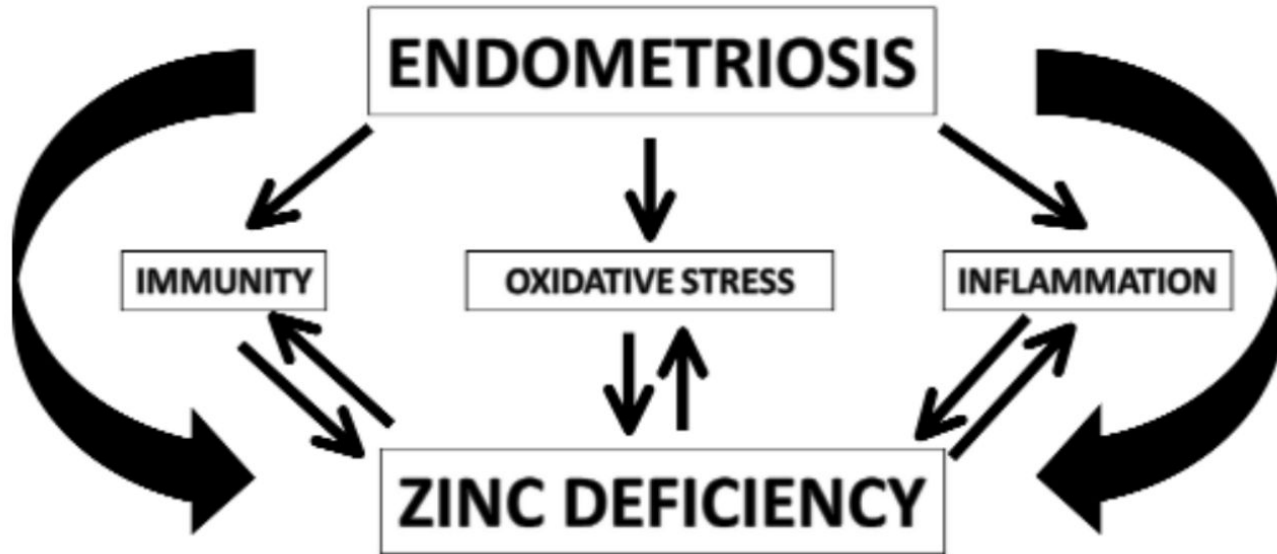 ENDOMETRIOSIS
IMMUNITY
OXIDATIVE STRESS
INFLAMMATION
ZINC DEFICIENCY